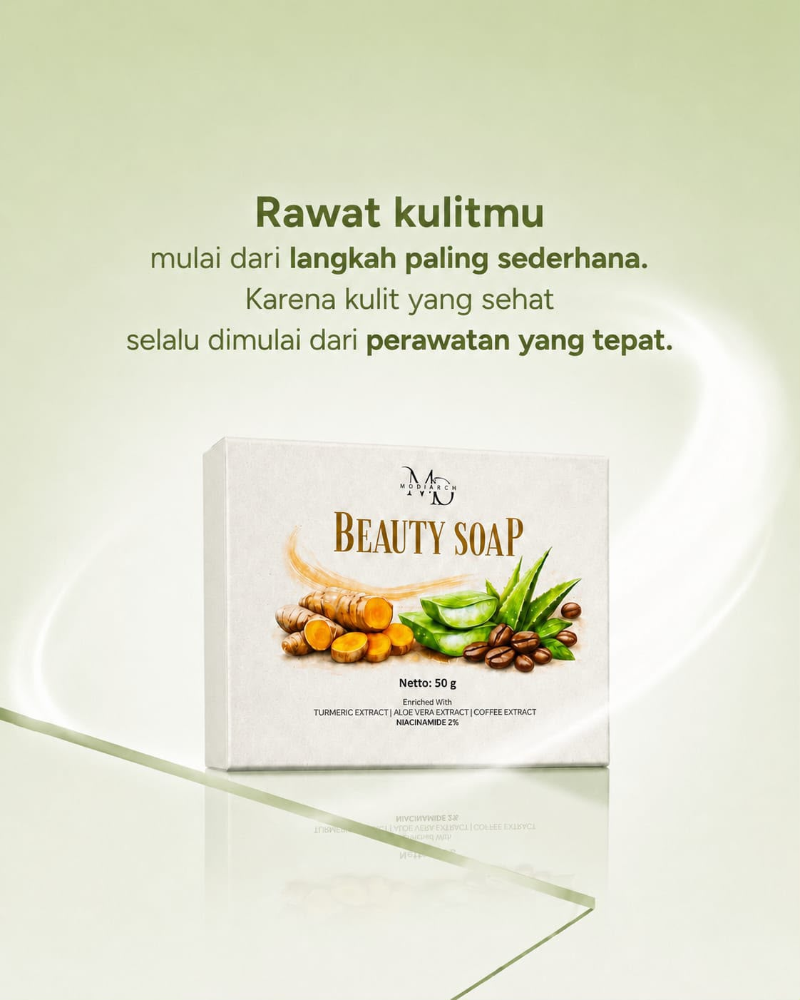 Rawat kulitmu
mulai dari langkah paling sederhana.
Karena kulit yang sehat
selalu dimulai dari perawatan yang tepat.
MODIARCH
BEAUTY SOAP
Netto: 50 g
Enriched With
TURMERIC EXTRACT | ALOE VERA EXTRACT | COFFEE EXTRACT
NIACINAMIDE 2%